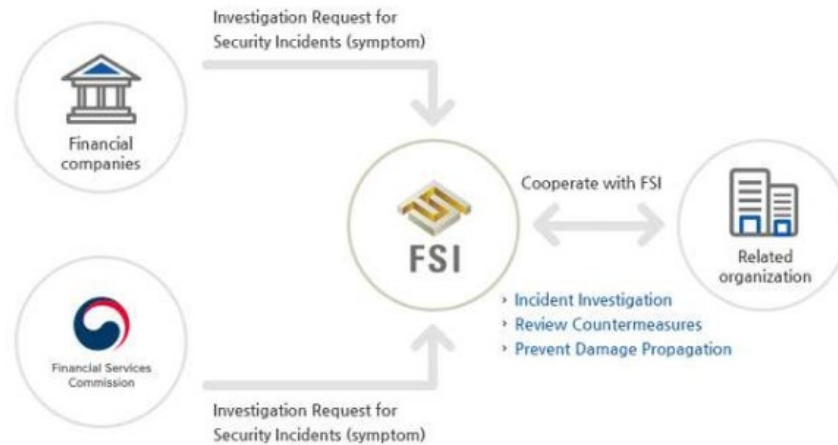 Investigation Request for
Security Incidents (symptom)
Financial
companies
Cooperate with FSI
FSI
Related
organization
› Incident Investigation
› Review Countermeasures
› Prevent Damage Propagation
Financial Services
Commission
Investigation Request for
Security Incidents (symptom)